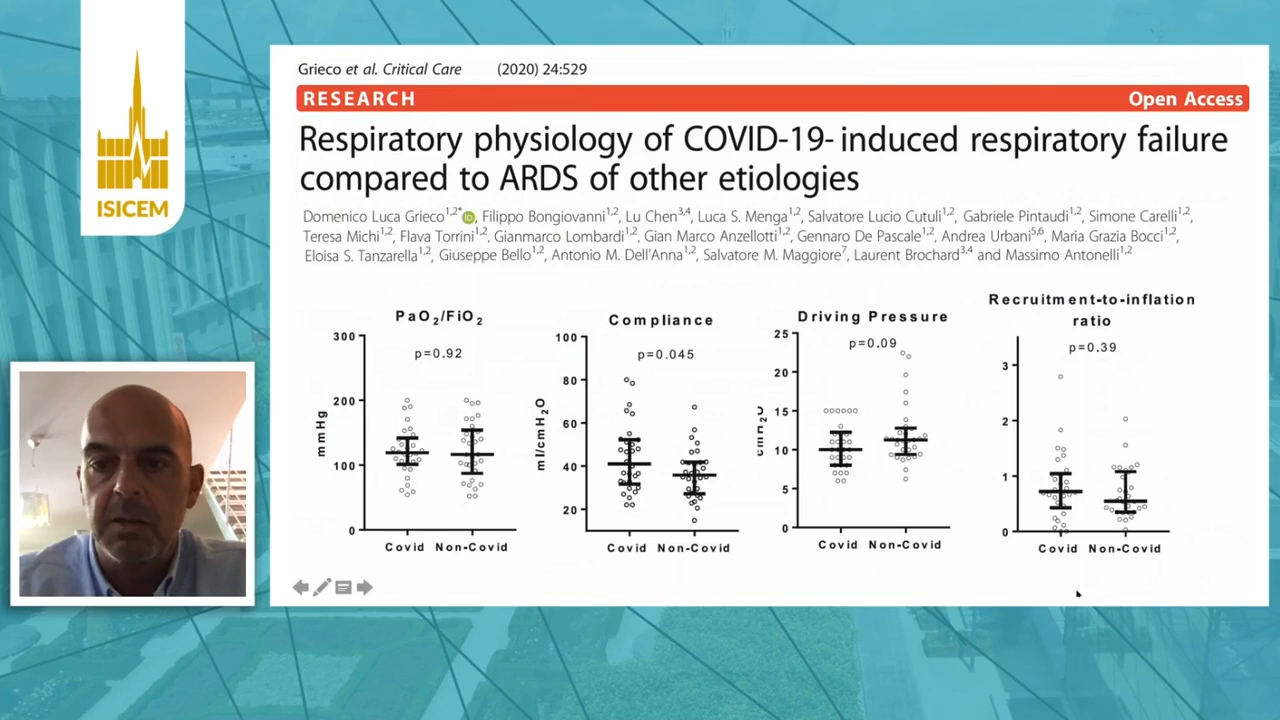 ISICEM
Grieco et al. Critical Care (2020) 24:529
RESEARCH Open Access
Respiratory physiology of COVID-19-induced respiratory failure
compared to ARDS of other etiologies
Domenico Luca Grieco1,2* iD, Filippo Bongiovanni1,2, Lu Chen3,4, Luca S. Menga1,2, Salvatore Lucio Cutuli1,2, Gabriele Pintaudi1,2, Simone Carelli1,2,
Teresa Michi1,2, Flava Torrini1,2, Gianmarco Lombardi1,2, Gian Marco Anzellotti1,2, Gennaro De Pascale1,2, Andrea Urbani5,6, Maria Grazia Bocci1,2,
Eloisa S. Tanzarella1,2, Giuseppe Bello1,2, Antonio M. Dell'Anna1,2, Salvatore M. Maggiore7, Laurent Brochard3,4 and Massimo Antonelli1,2
PaO2/FiO2
p=0.92
300
200
100
0
mmHg
Covid Non-Covid
Compliance
p=0.045
100
80
60
40
20
ml/cmH2O
Covid Non-Covid
Driving Pressure
p=0.09
25
20
15
10
5
0
cmH2O
Covid Non-Covid
Recruitment-to-inflation
ratio
p=0.39
3
2
1
0
Covid Non-Covid